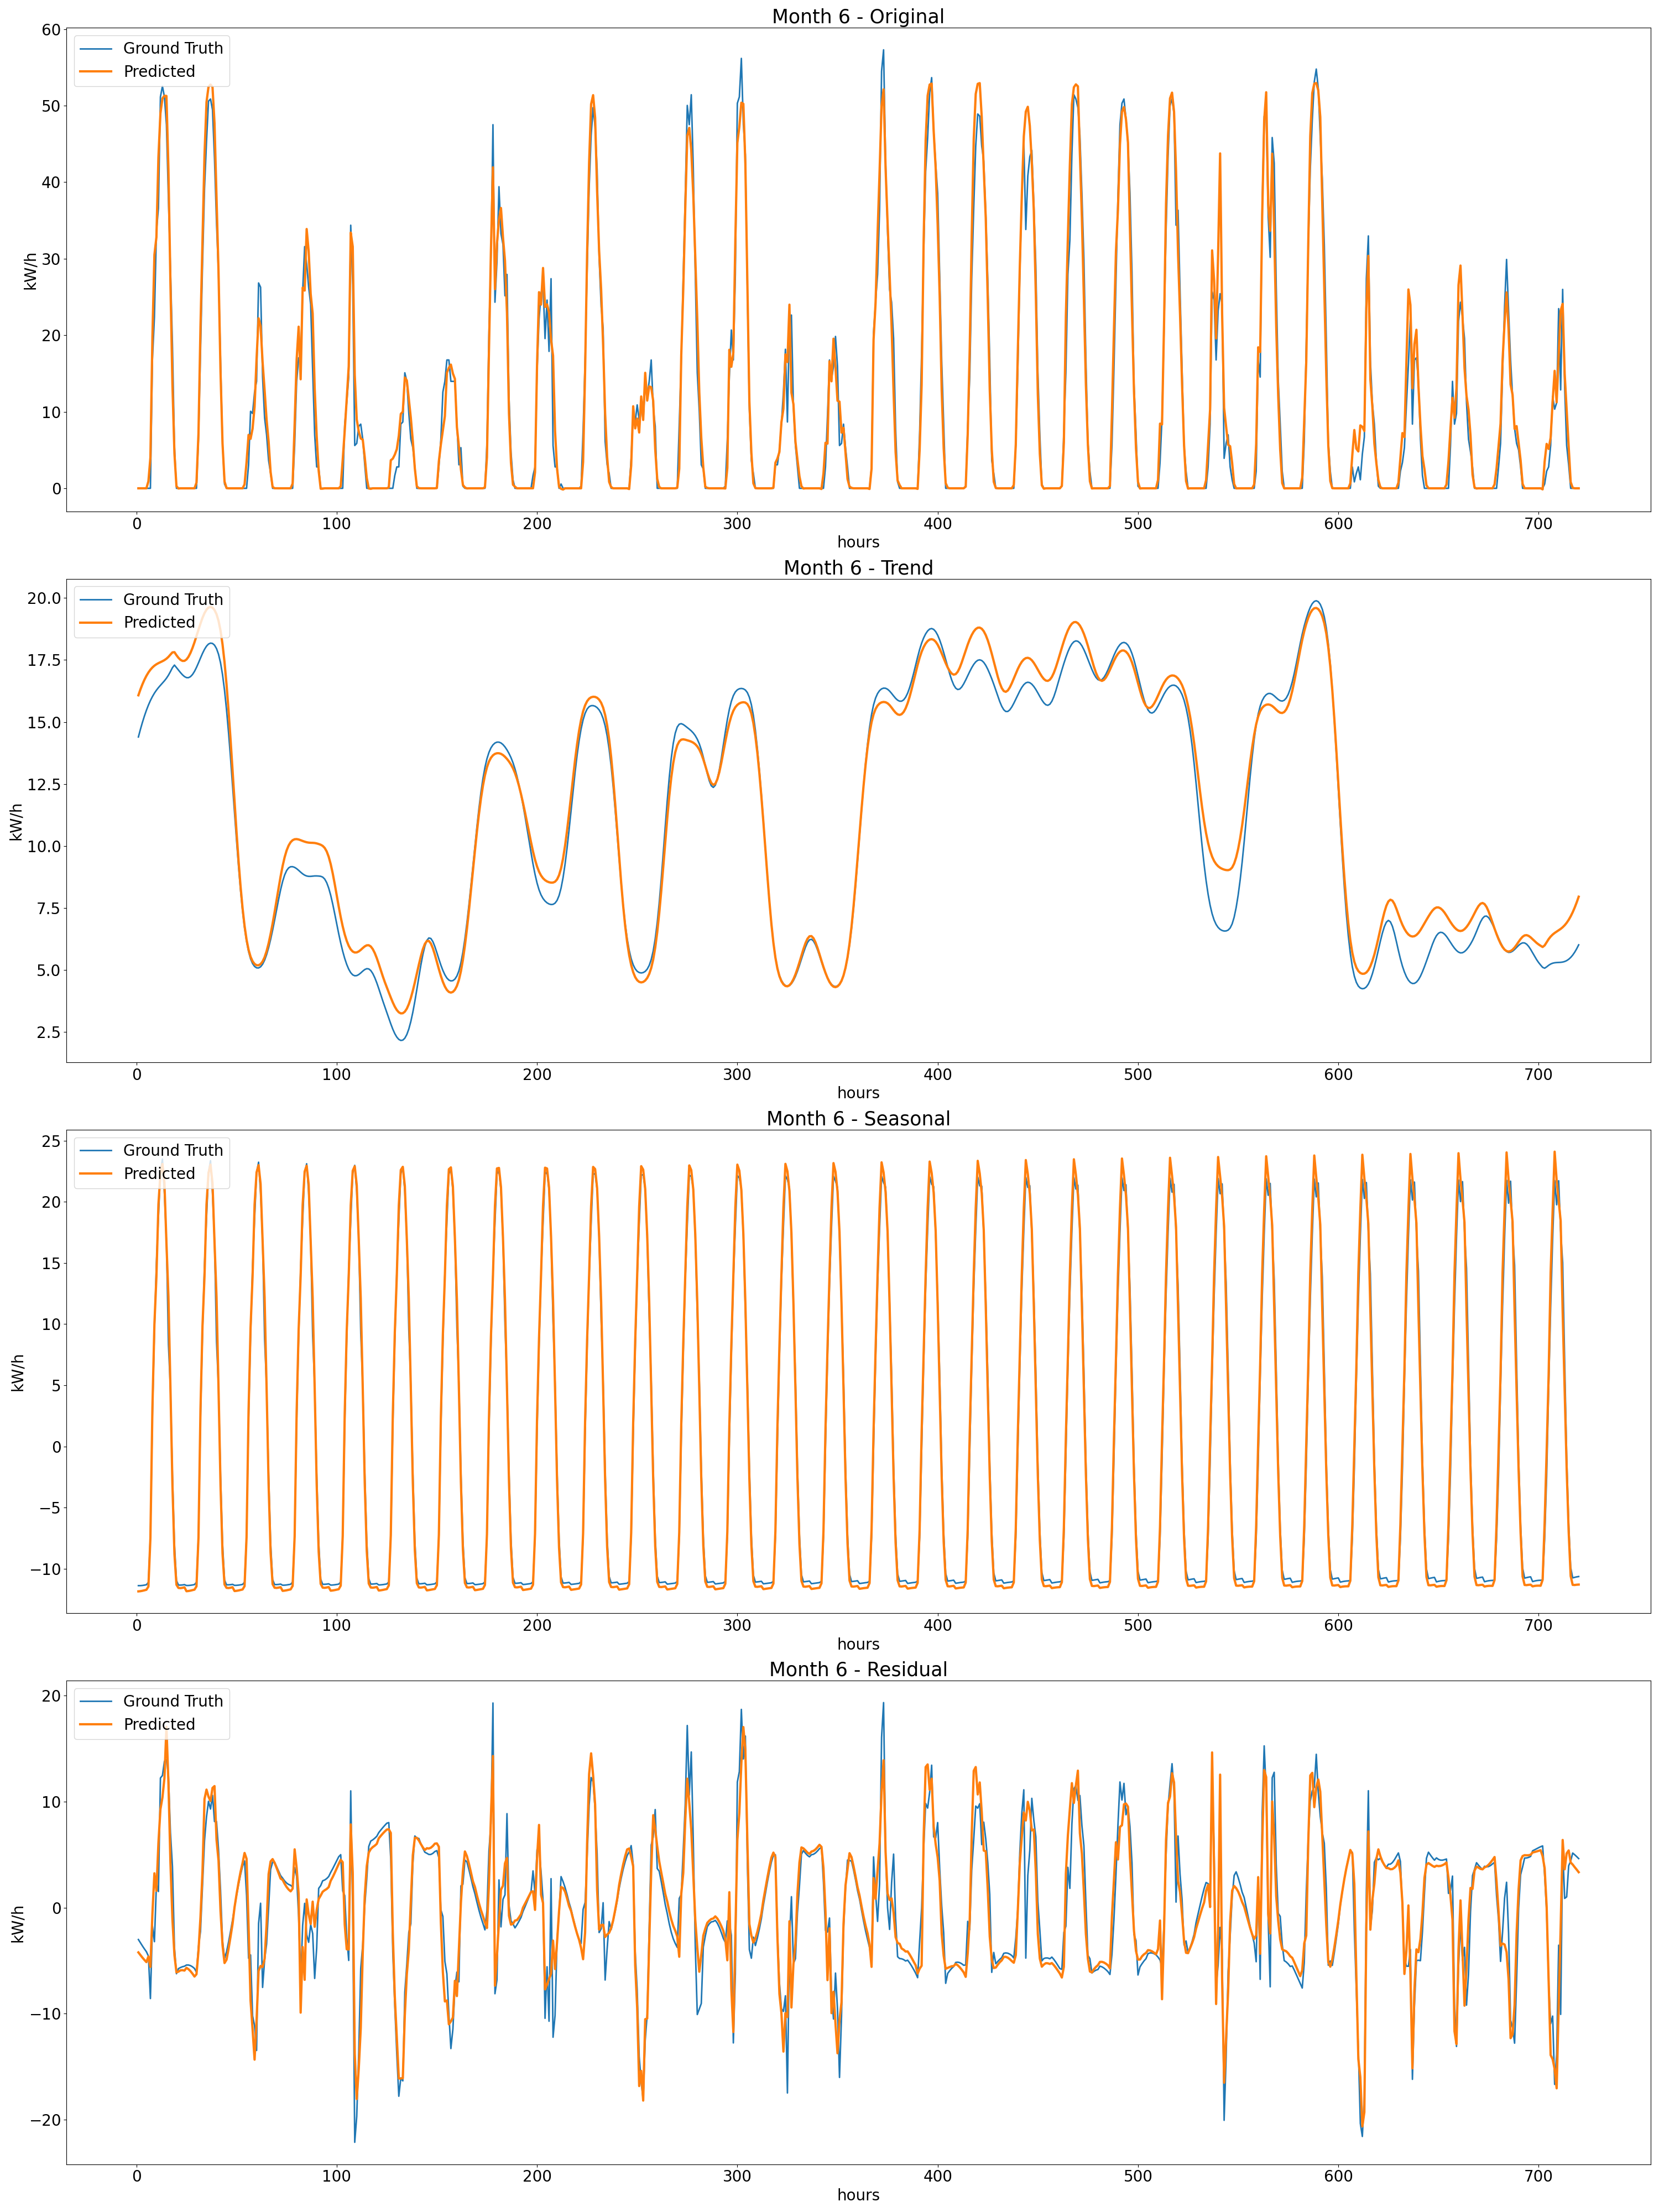 Month 6 - Original
Ground Truth
Predicted
60
50
40
30
20
10
0
kW/h
0 100 200 300 400 500 600 700
hours
Month 6 - Trend
Ground Truth
Predicted
20.0
17.5
15.0
12.5
10.0
7.5
5.0
2.5
kW/h
0 100 200 300 400 500 600 700
hours
Month 6 - Seasonal
Ground Truth
Predicted
25
20
15
10
5
0
−5
−10
kW/h
0 100 200 300 400 500 600 700
hours
Month 6 - Residual
Ground Truth
Predicted
20
10
0
−10
−20
kW/h
0 100 200 300 400 500 600 700
hours